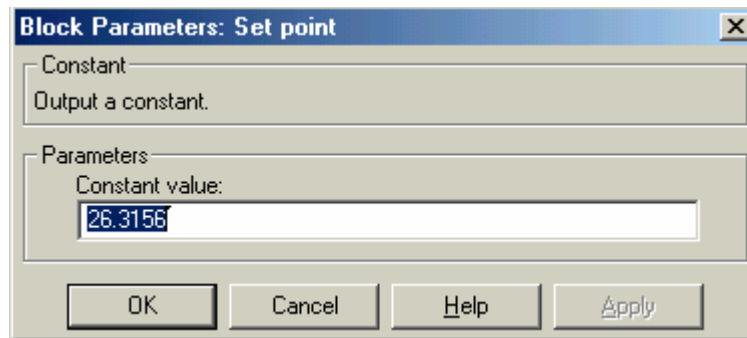 Block Parameters: Set point
Constant
Output a constant.
Parameters
Constant value:
26.3156
OK Cancel Help Apply